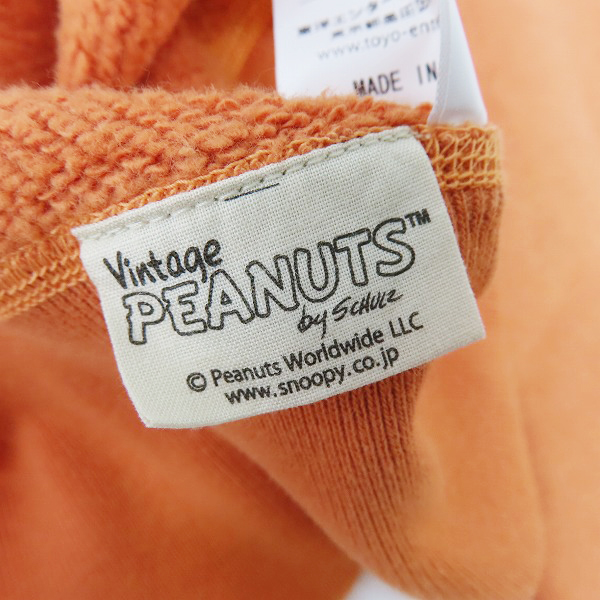 www.toyo-ent
MADE IN
Vintage
PEANUTS™
by SCHULZ
© Peanuts Worldwide LLC
www.snoopy.co.jp